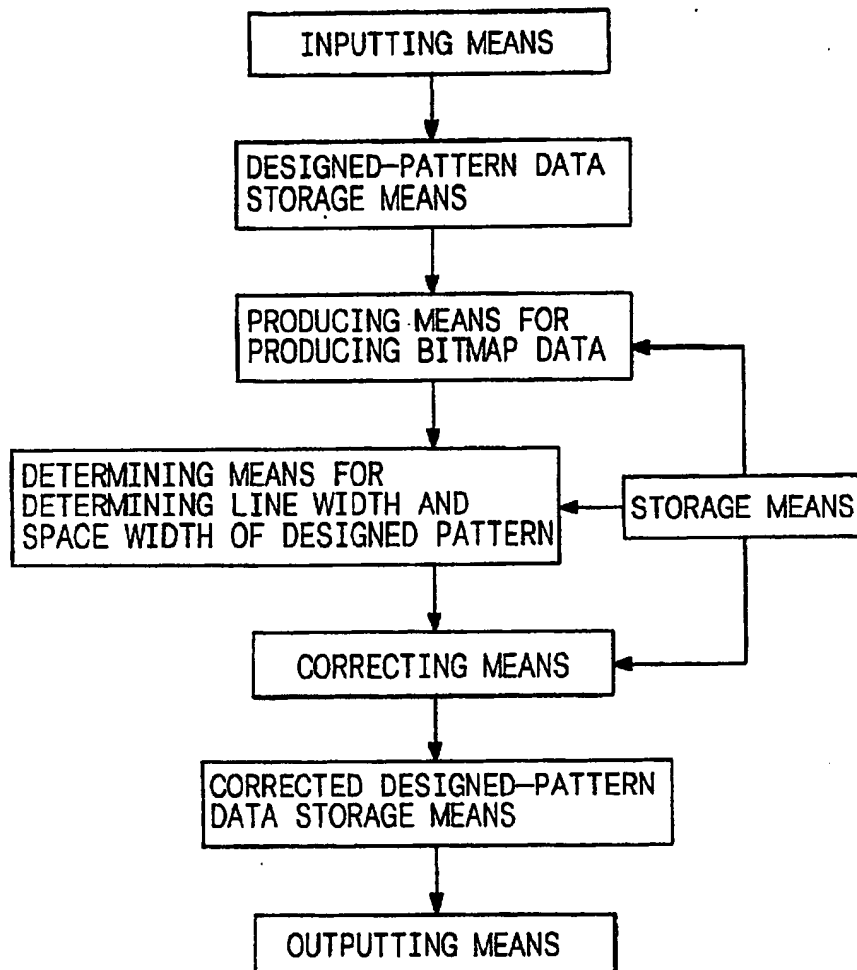 INPUTTING MEANS
DESIGNED-PATTERN DATA
STORAGE MEANS
PRODUCING MEANS FOR
PRODUCING BITMAP DATA
DETERMINING MEANS FOR
DETERMINING LINE WIDTH AND
SPACE WIDTH OF DESIGNED PATTERN
STORAGE MEANS
CORRECTING MEANS
CORRECTED DESIGNED-PATTERN
DATA STORAGE MEANS
OUTPUTTING MEANS